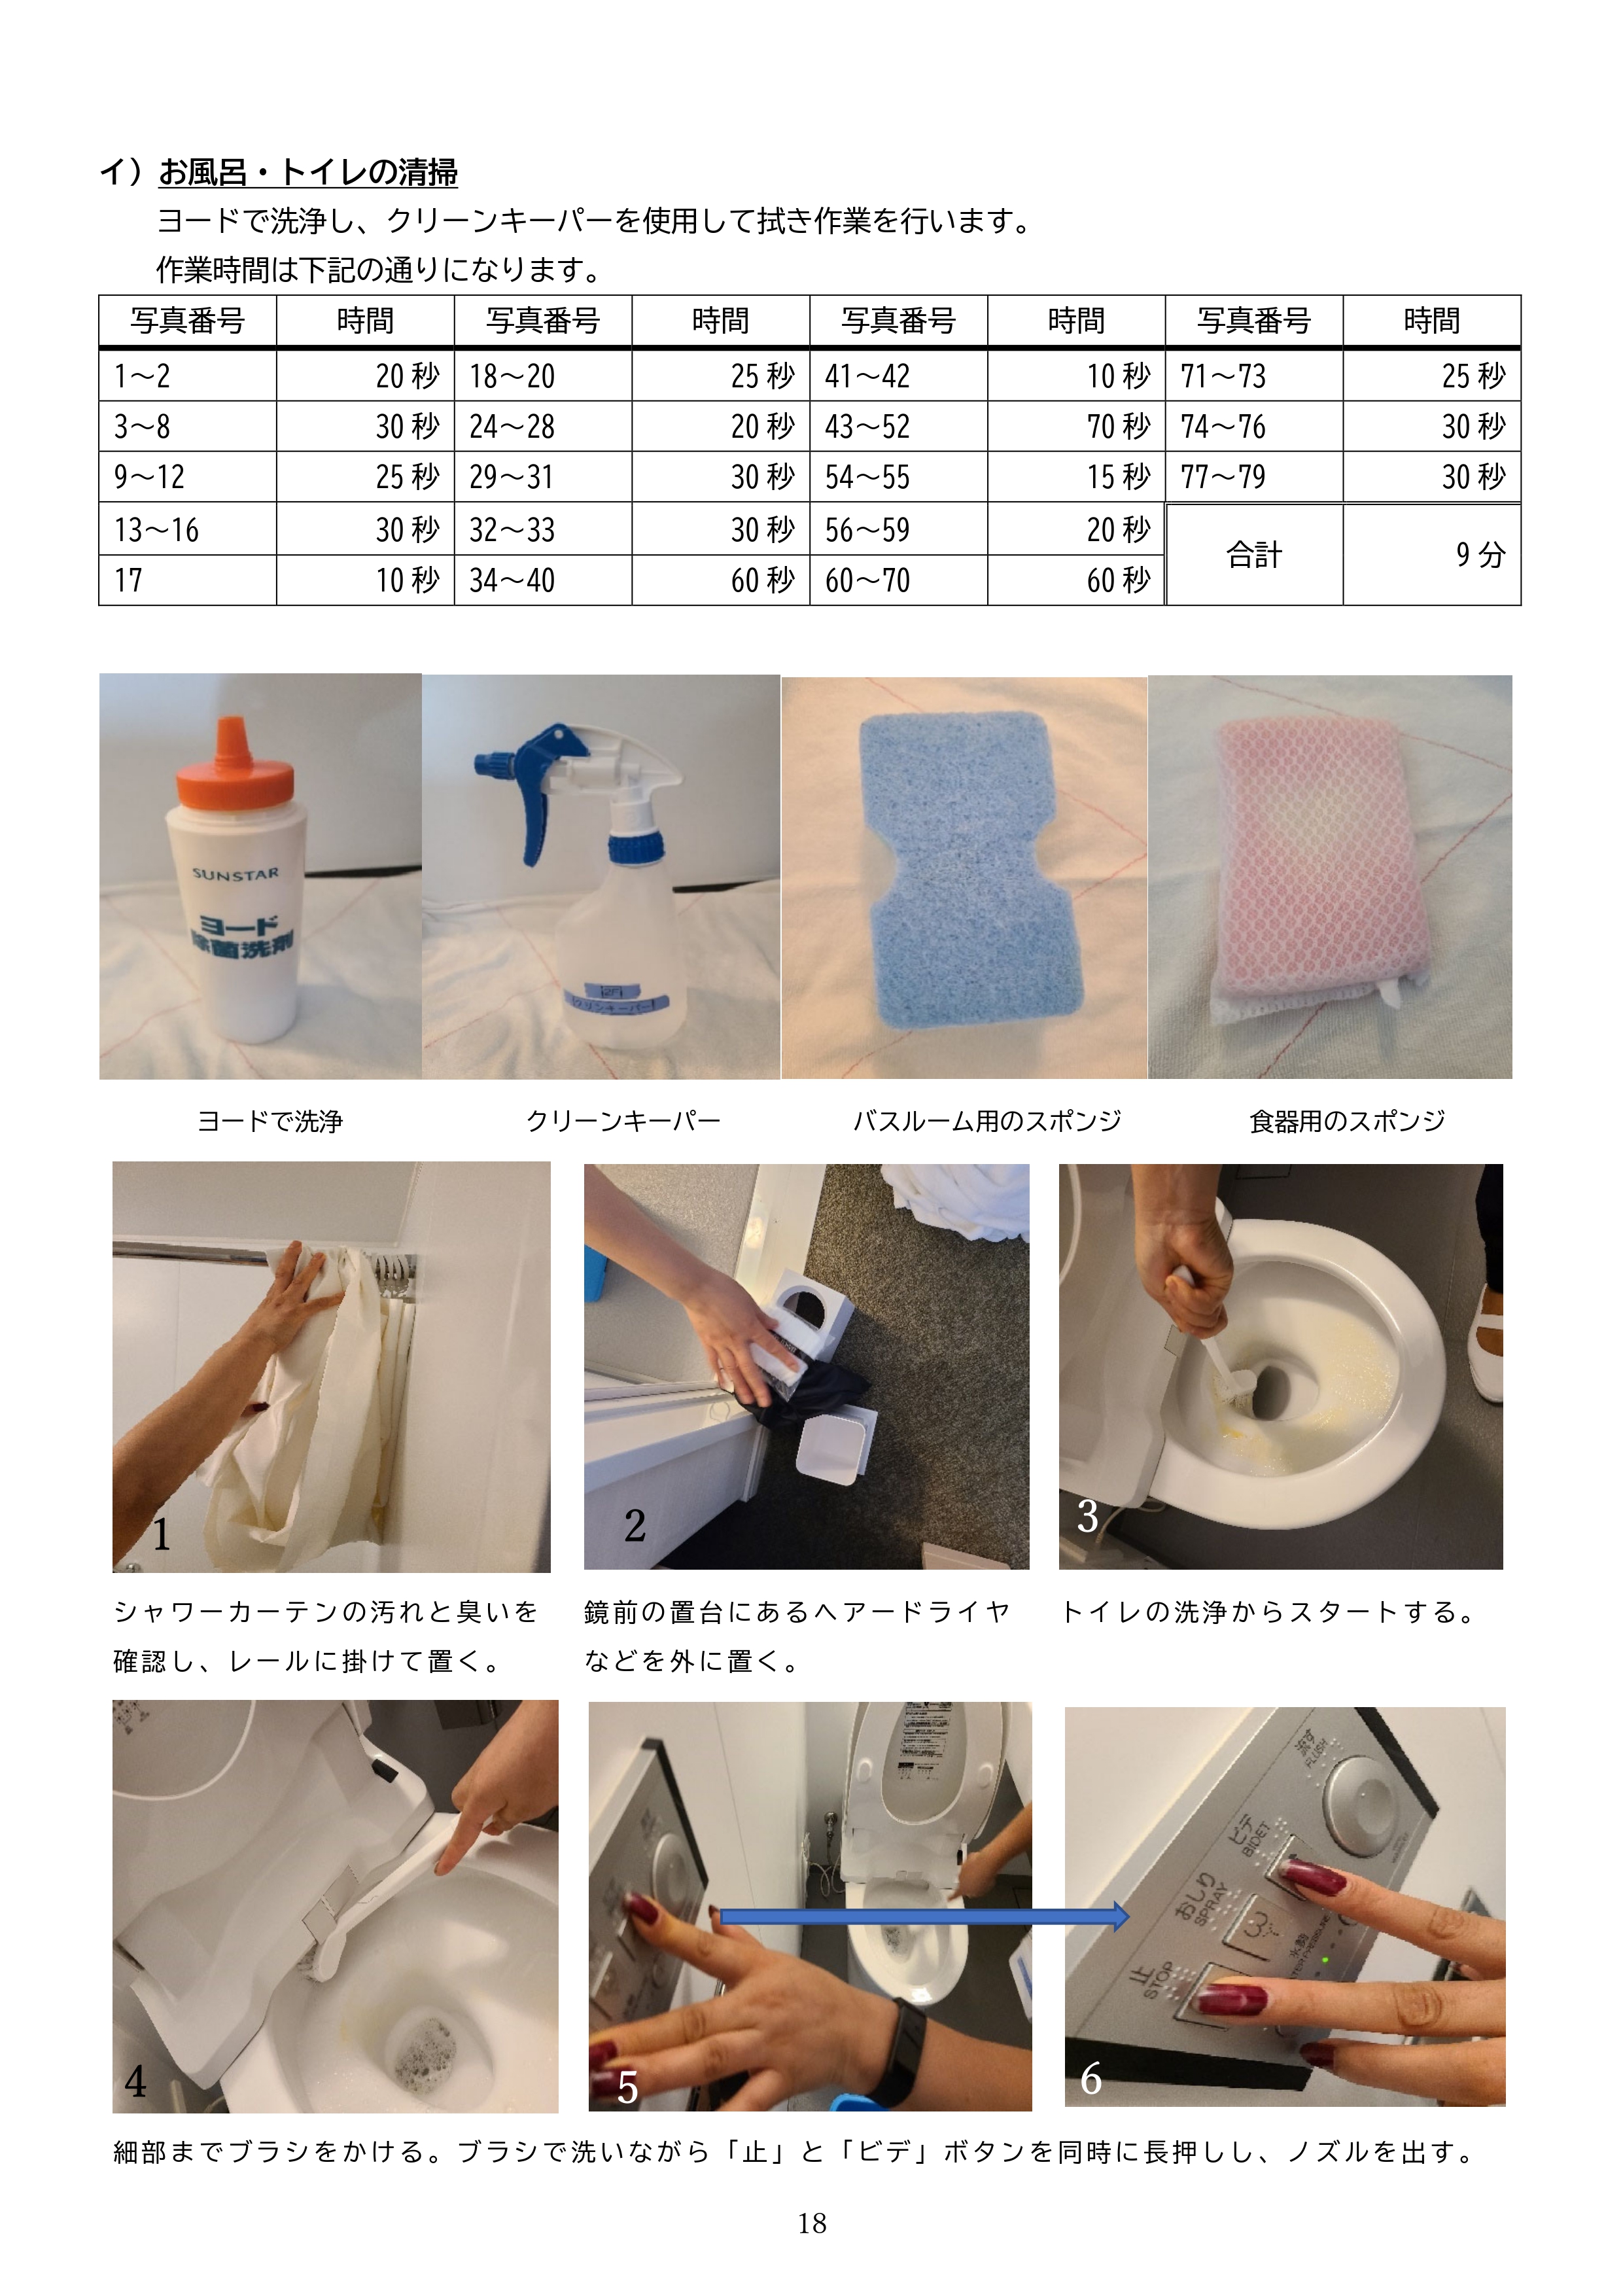 イ）お風呂・トイレの清掃
ヨードで洗浄し、クリーンキーパーを使用して拭き作業を行います。
作業時間は下記の通りになります。
写真番号 時間 写真番号 時間 写真番号 時間 写真番号 時間
1～2 20 秒 18～20 25 秒 41～42 10 秒 71～73 25 秒
3～8 30 秒 24～28 20 秒 43～52 70 秒 74～76 30 秒
9～12 25 秒 29～31 30 秒 54～55 15 秒 77～79 30 秒
13～16 30 秒 32～33 30 秒 56～59 20 秒 合計 9 分
17 10 秒 34～40 60 秒 60～70 60 秒
SUNSTAR
ヨード
除菌洗剤
2F
クリンキーパー
ヨードで洗浄 クリーンキーパー バスルーム用のスポンジ 食器用のスポンジ
1
2
3
シャワーカーテンの汚れと臭いを
確認し、レールに掛けて置く。
鏡前の置台にあるヘアードライヤ
などを外に置く。
トイレの洗浄からスタートする。
4
5
流す
FLUSH
ビデ
BIDET
おしり
SPRAY
止
STOP
6
細部までブラシをかける。ブラシで洗いながら「止」と「ビデ」ボタンを同時に長押しし、ノズルを出す。
18